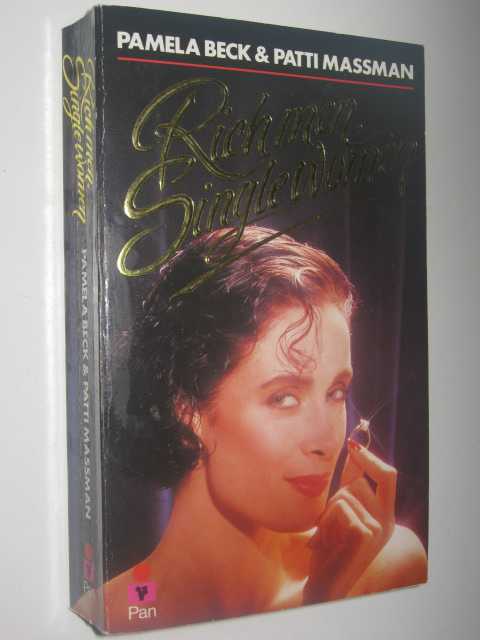 PAMELA BECK & PATTI MASSMAN
Rich men,
Single women
Pan
Rich men,
Single women
PAMELA BECK & PATTI MASSMAN